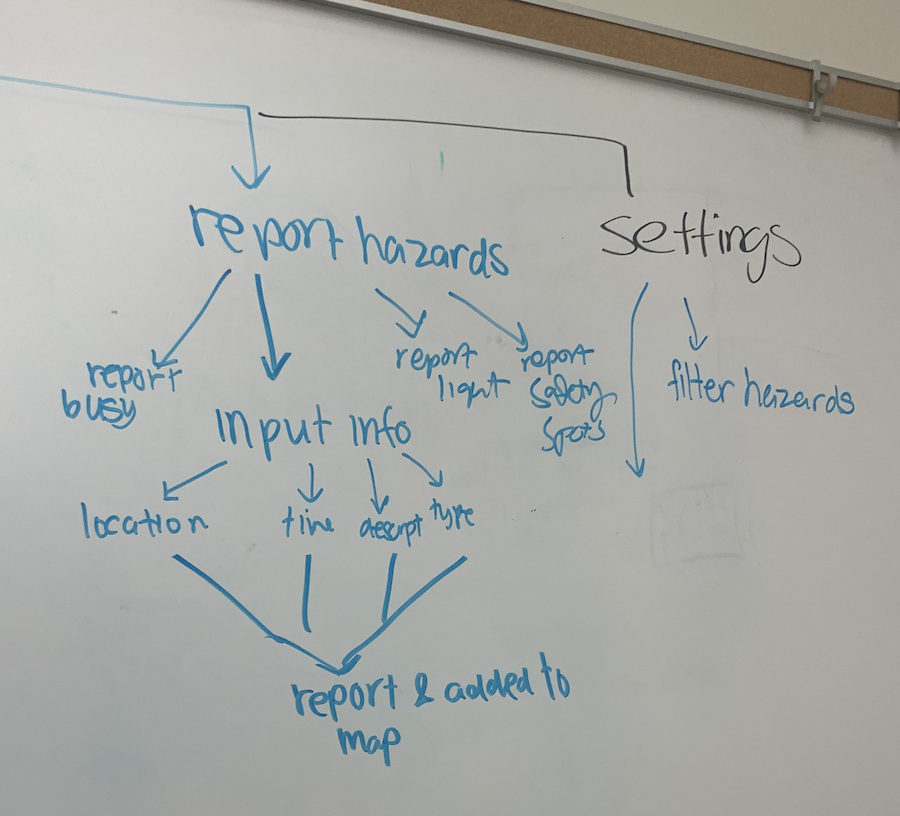 report hazards
settings
report
busy
report
light
report
safety
spots
filter hazards
input info
location
time
descript
type
report & added to
map